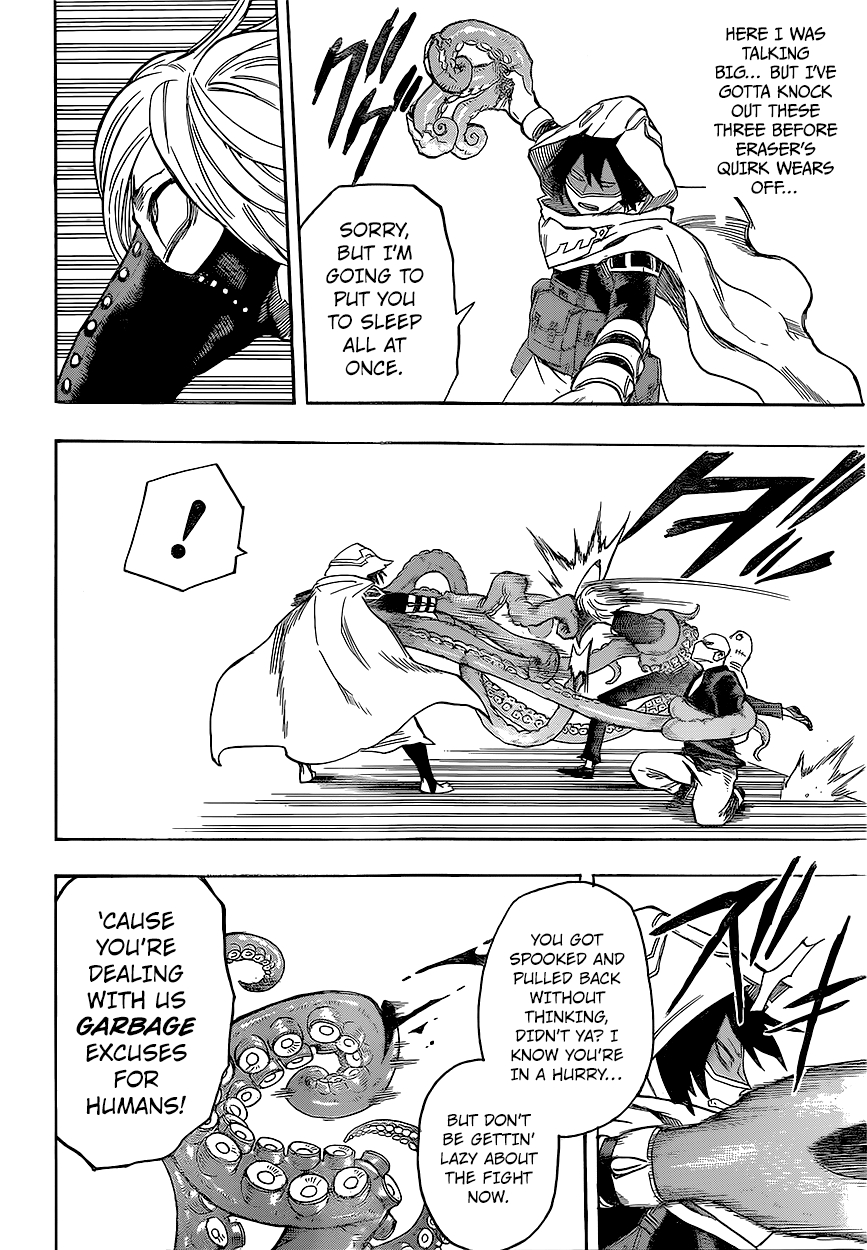 HERE I WAS
TALKING
BIG... BUT I'VE
GOTTA KNOCK
OUT THESE
THREE BEFORE
ERASER'S
QUIRK WEARS
OFF...
SORRY,
BUT I'M
GOING TO
PUT YOU
TO SLEEP
ALL AT
ONCE.
!
YOU GOT
SPOOKED AND
PULLED BACK
WITHOUT
THINKING,
DIDN'T YA? I
KNOW YOU'RE
IN A HURRY...
BUT DON'T
BE GETTIN'
LAZY ABOUT
THE FIGHT
NOW.
'CAUSE
YOU'RE
DEALING
WITH US
GARBAGE
EXCUSES
FOR
HUMANS!